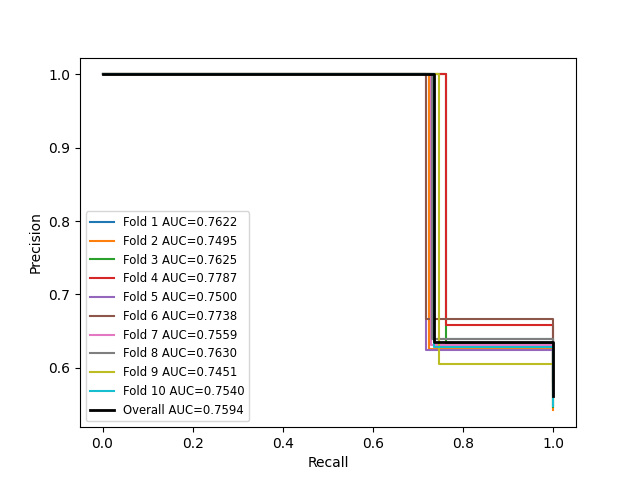 1.0
0.9
0.8
0.7
0.6
Precision
Fold 1 AUC=0.7622
Fold 2 AUC=0.7495
Fold 3 AUC=0.7625
Fold 4 AUC=0.7787
Fold 5 AUC=0.7500
Fold 6 AUC=0.7738
Fold 7 AUC=0.7559
Fold 8 AUC=0.7630
Fold 9 AUC=0.7451
Fold 10 AUC=0.7540
Overall AUC=0.7594
0.0 0.2 0.4 0.6 0.8 1.0
Recall